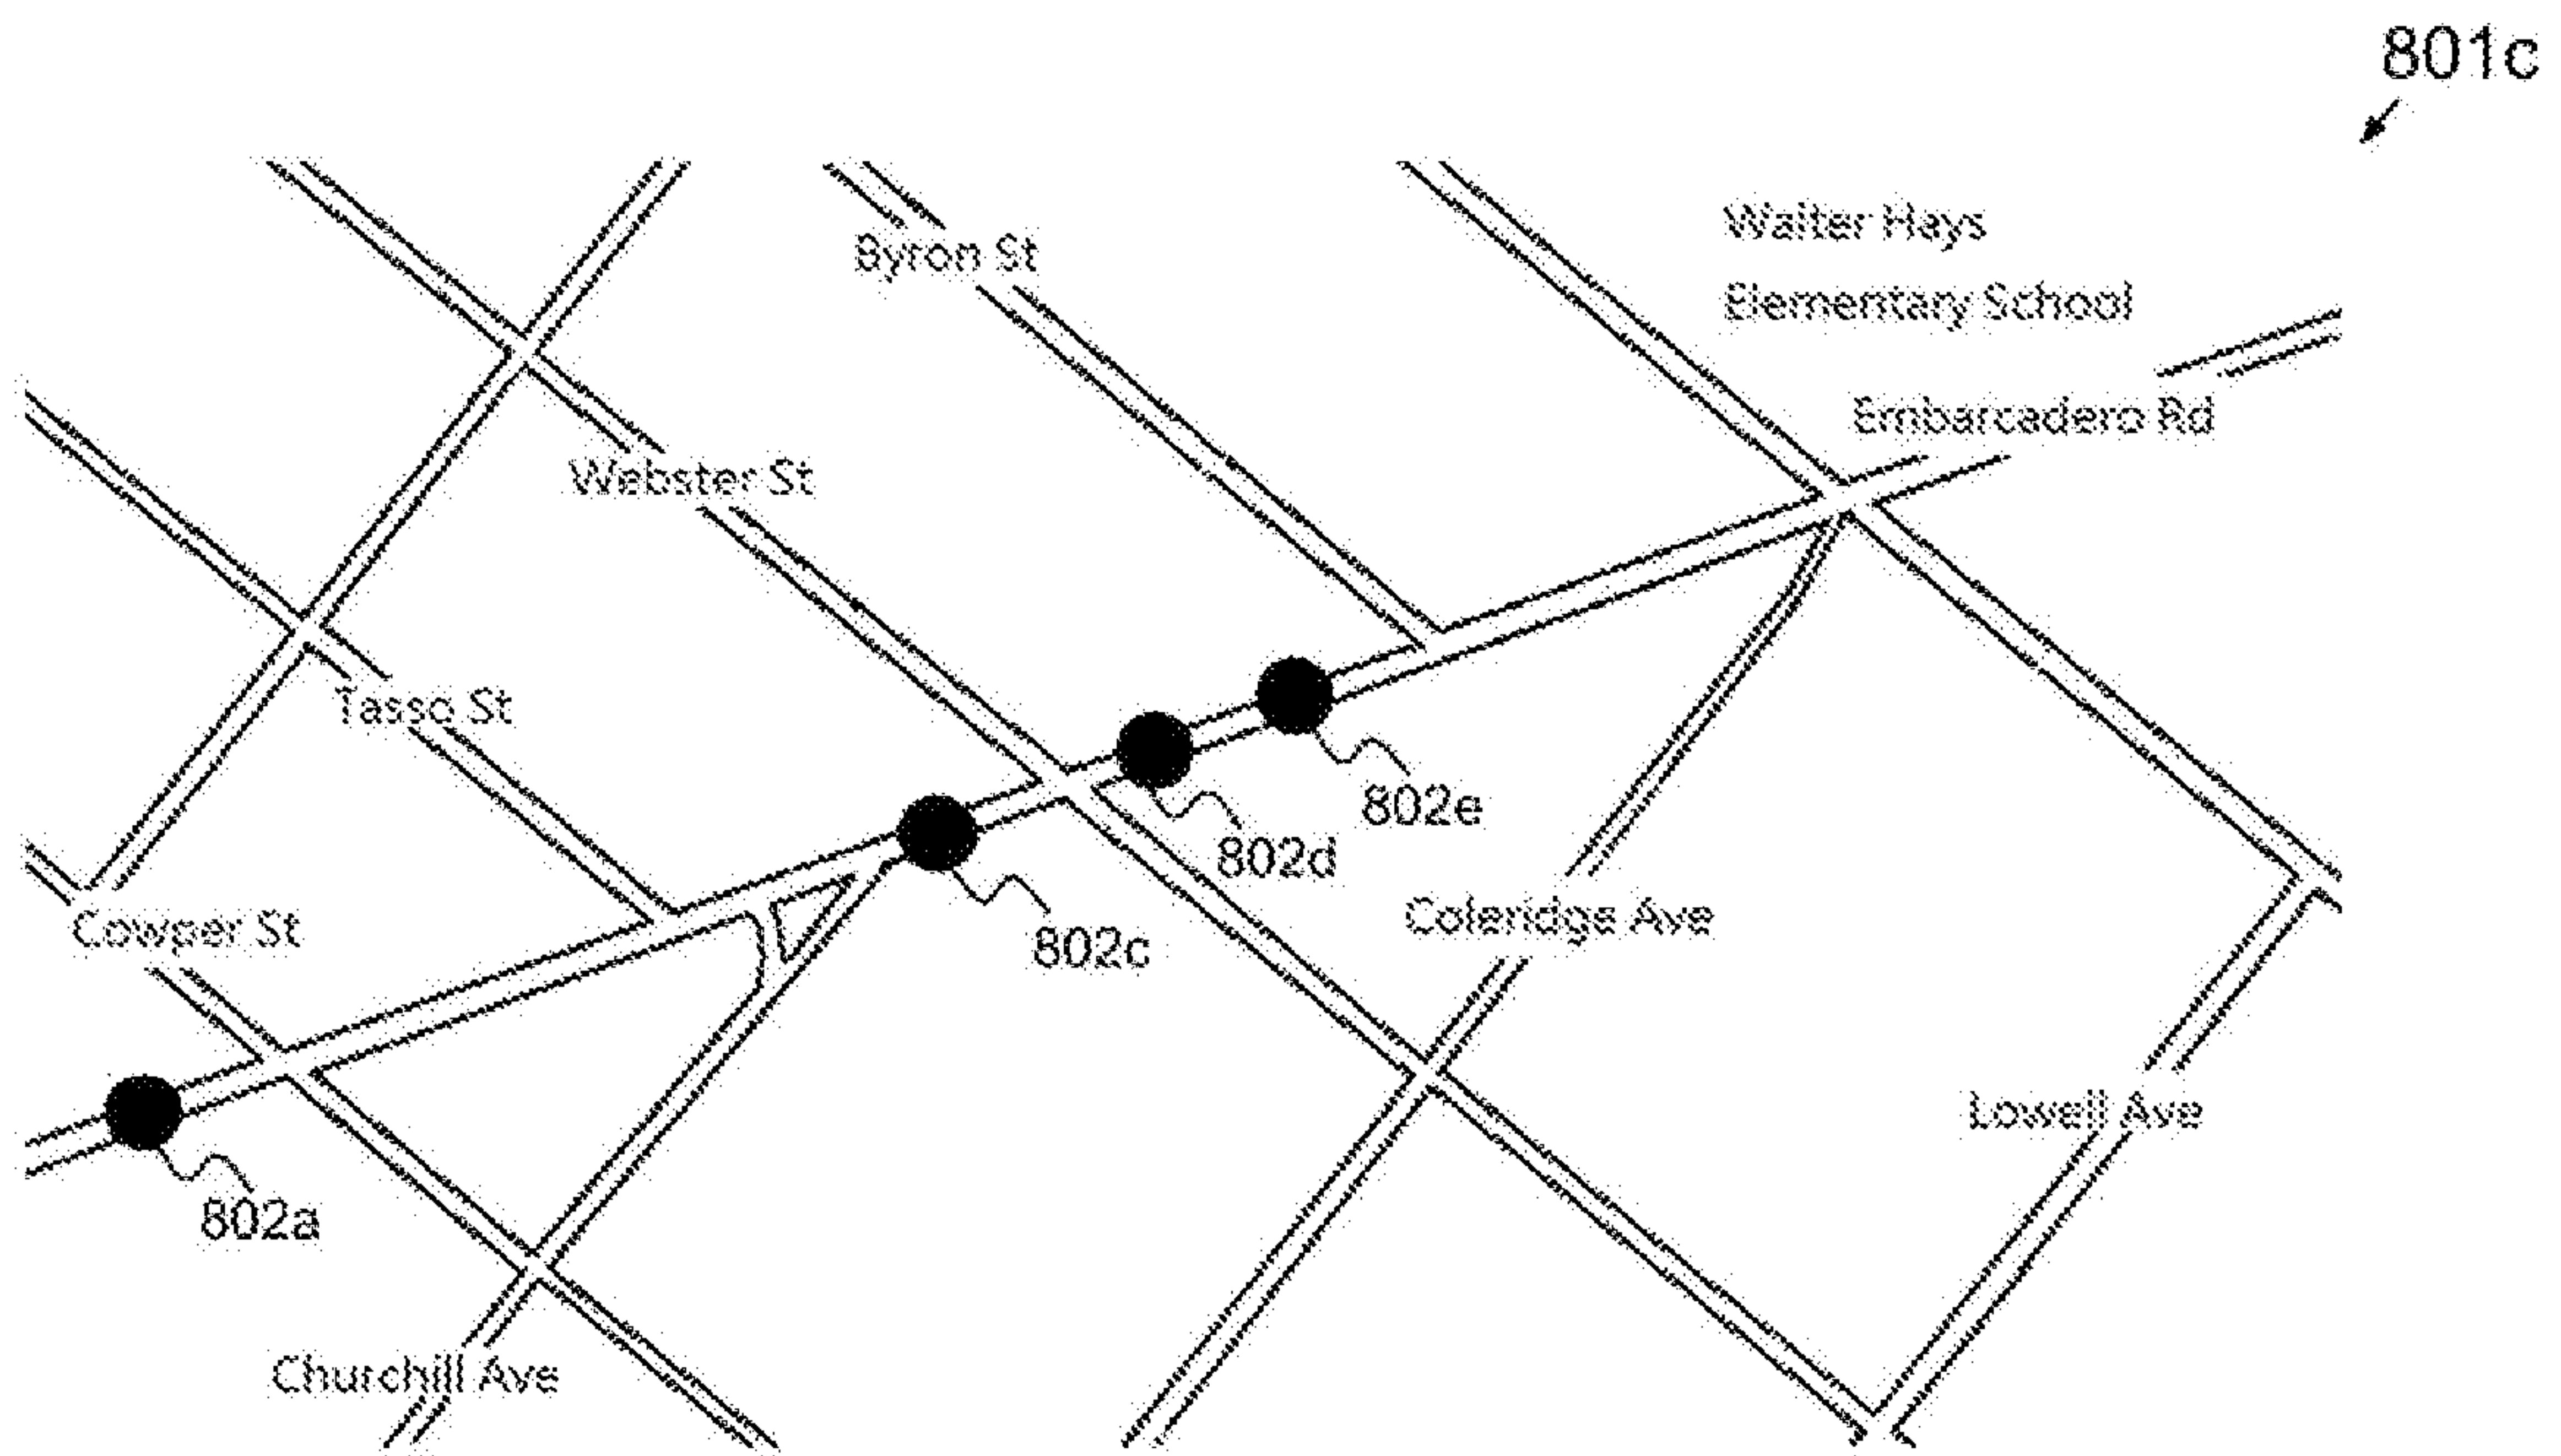 801c
Walter Hays
Elementary School
Byron St
Embarcadero Rd
Webster St
Tasso St
802e
802d
Cowper St
802c
Coleridge Ave
Lowell Ave
802a
Churchill Ave